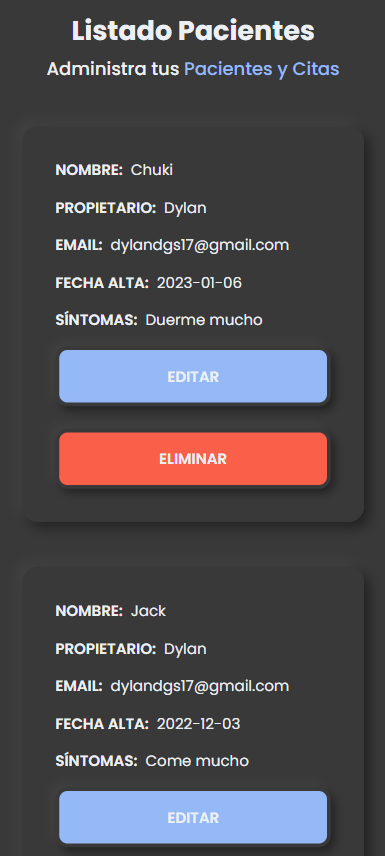 Listado Pacientes
Administra tus Pacientes y Citas
NOMBRE: Chuki
PROPIETARIO: Dylan
EMAIL: dylandgs17@gmail.com
FECHA ALTA: 2023-01-06
SÍNTOMAS: Duerme mucho
EDITAR
ELIMINAR
NOMBRE: Jack
PROPIETARIO: Dylan
EMAIL: dylandgs17@gmail.com
FECHA ALTA: 2022-12-03
SÍNTOMAS: Come mucho
EDITAR